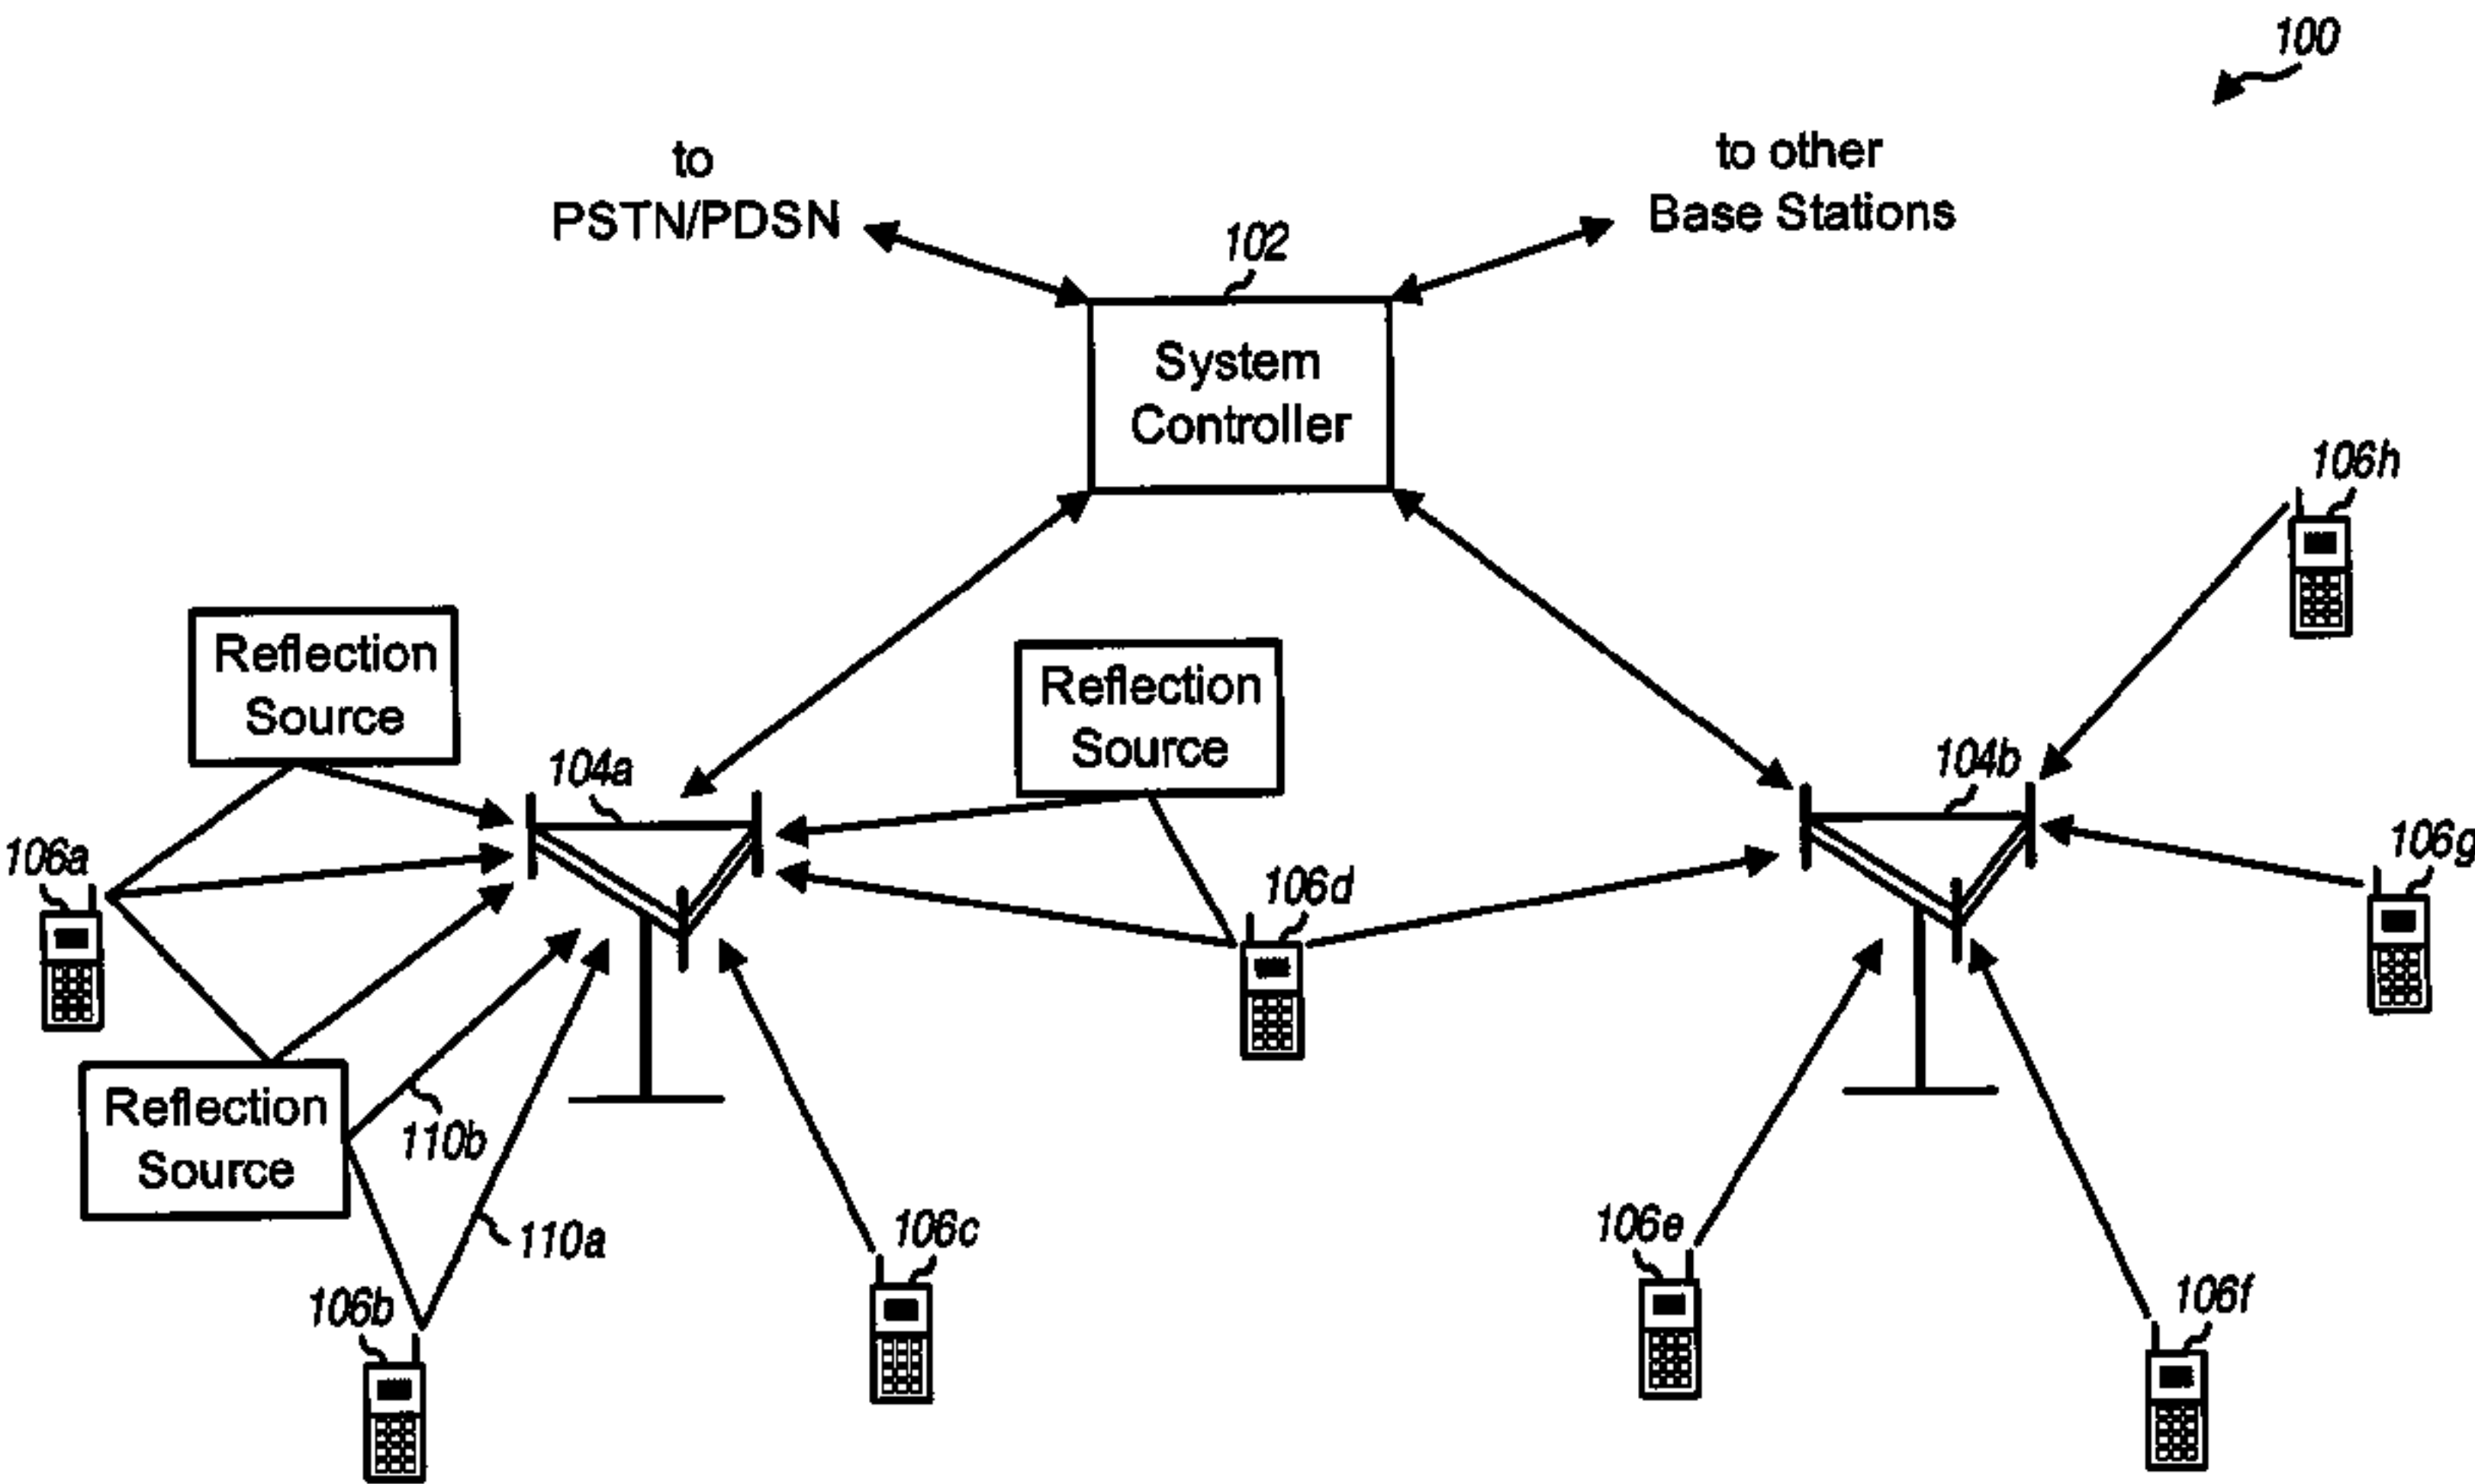 100
to
PSTN/PDSN
to other
Base Stations
102
System
Controller
106h
Reflection
Source
Reflection
Source
104a
104b
106a
106d
106g
Reflection
Source
110b
110a
106c
106e
106b
106f